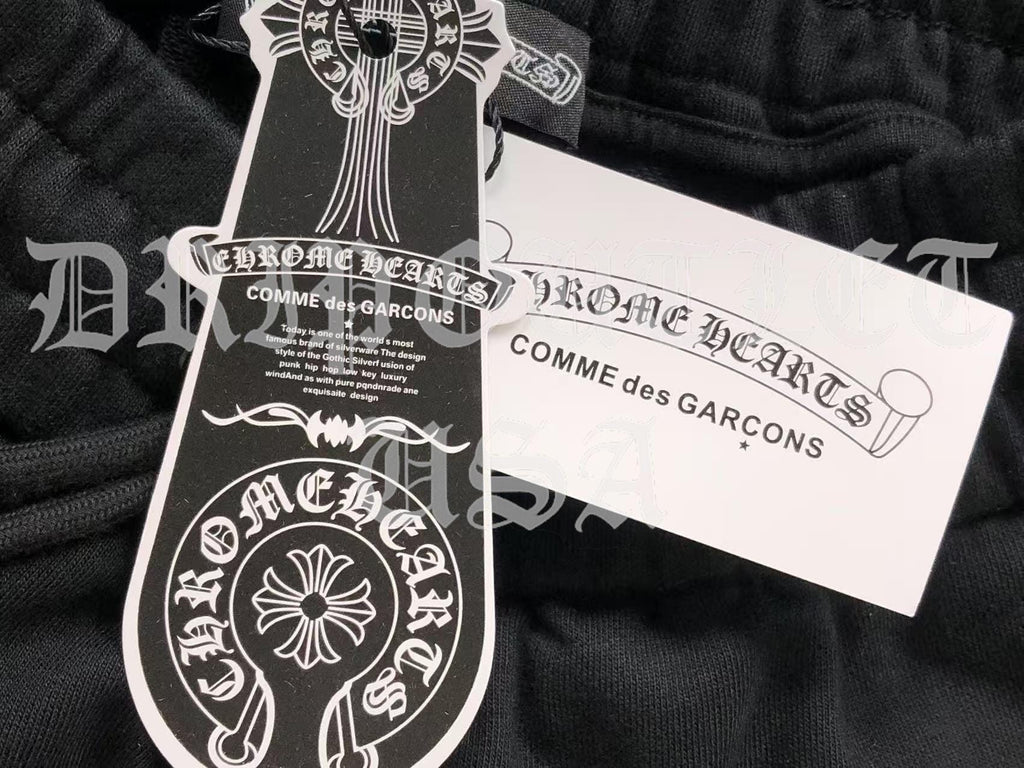 CHROME HEARTS
COMME des GARCONS
★
Today is one of the world s most
famous brand of silverware The design
style of the Gothic Silverf usion of
punk hip hop low key luxury
windAnd as with pure pqndnrade ane
exquisaite design
CHROMEHEARTS
HROME HEARTS
COMME des GARCONS
★
USA